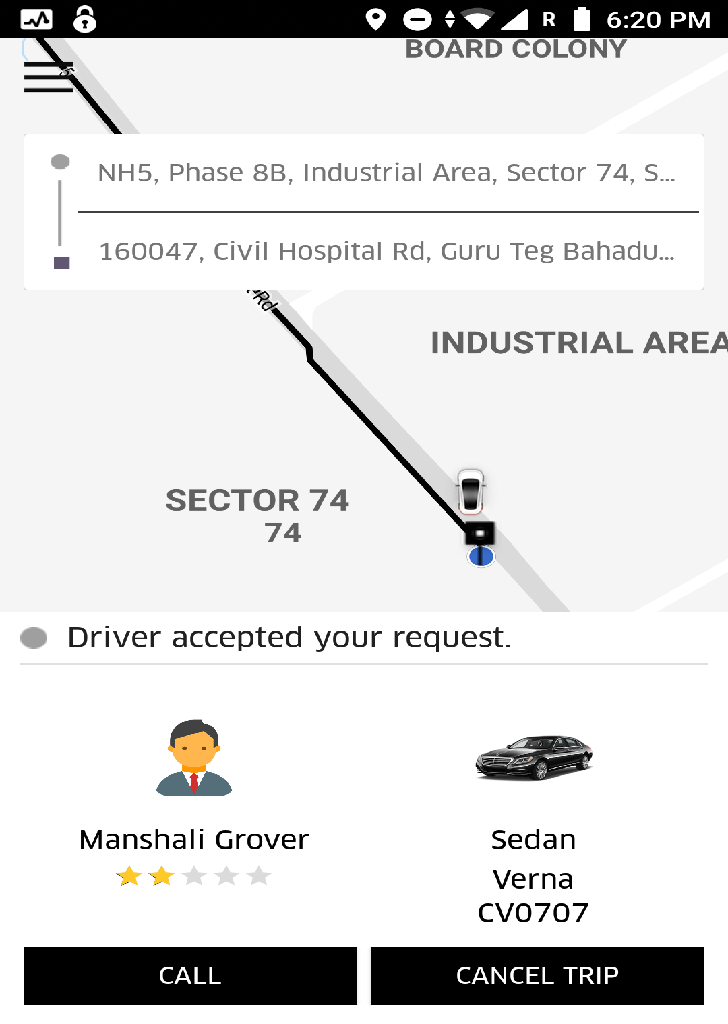 R 6:20 PM
BOARD COLONY
NH5, Phase 8B, Industrial Area, Sector 74, S...
160047, Civil Hospital Rd, Guru Teg Bahadu...
Rd
INDUSTRIAL AREA
SECTOR 74
74
Driver accepted your request.
Manshali Grover
Sedan
Verna
CV0707
CALL
CANCEL TRIP